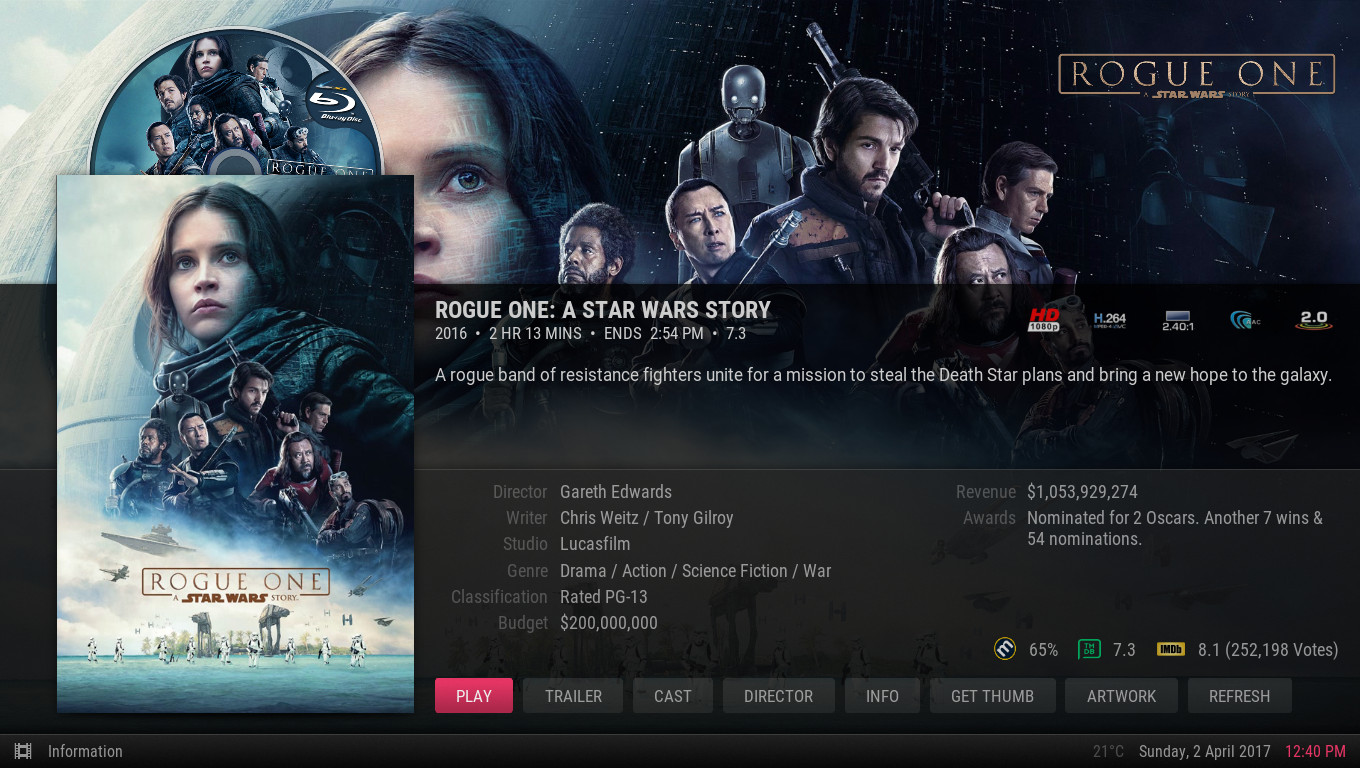 Blu-ray Disc
ROGUE ONE
ROGUE ONE
A STAR WARS STORY
ROGUE ONE
A STAR WARS STORY
ROGUE ONE: A STAR WARS STORY
2016 • 2 HR 13 MINS • ENDS 2:54 PM • 7.3
HD 1080p
H.264
2.40:1
AAC
2.0
A rogue band of resistance fighters unite for a mission to steal the Death Star plans and bring a new hope to the galaxy.
Director Gareth Edwards
Writer Chris Weitz / Tony Gilroy
Studio Lucasfilm
Genre Drama / Action / Science Fiction / War
Classification Rated PG-13
Budget $200,000,000
Revenue $1,053,929,274
Awards Nominated for 2 Oscars. Another 7 wins &
54 nominations.
m 65% THE DB 7.3 IMDb 8.1 (252,198 Votes)
PLAY TRAILER CAST DIRECTOR INFO GET THUMB ARTWORK REFRESH
Information 21°C Sunday, 2 April 2017 12:40 PM